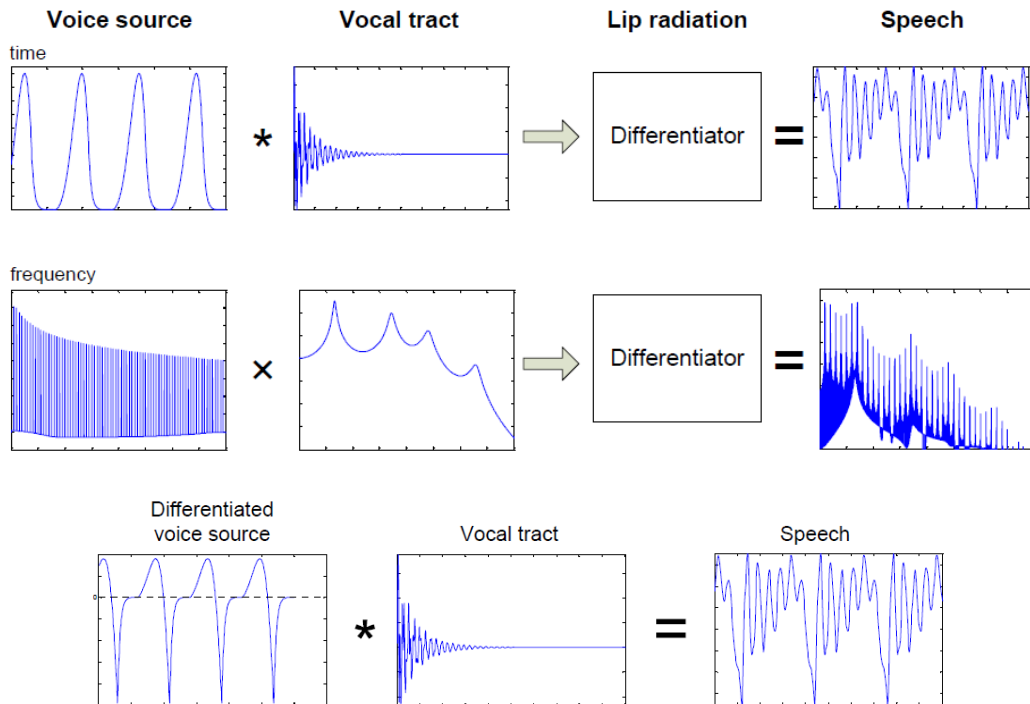 Voice source Vocal tract Lip radiation Speech
time
* Differentiator =
frequency
× Differentiator =
Differentiated
voice source Vocal tract Speech
0
* =